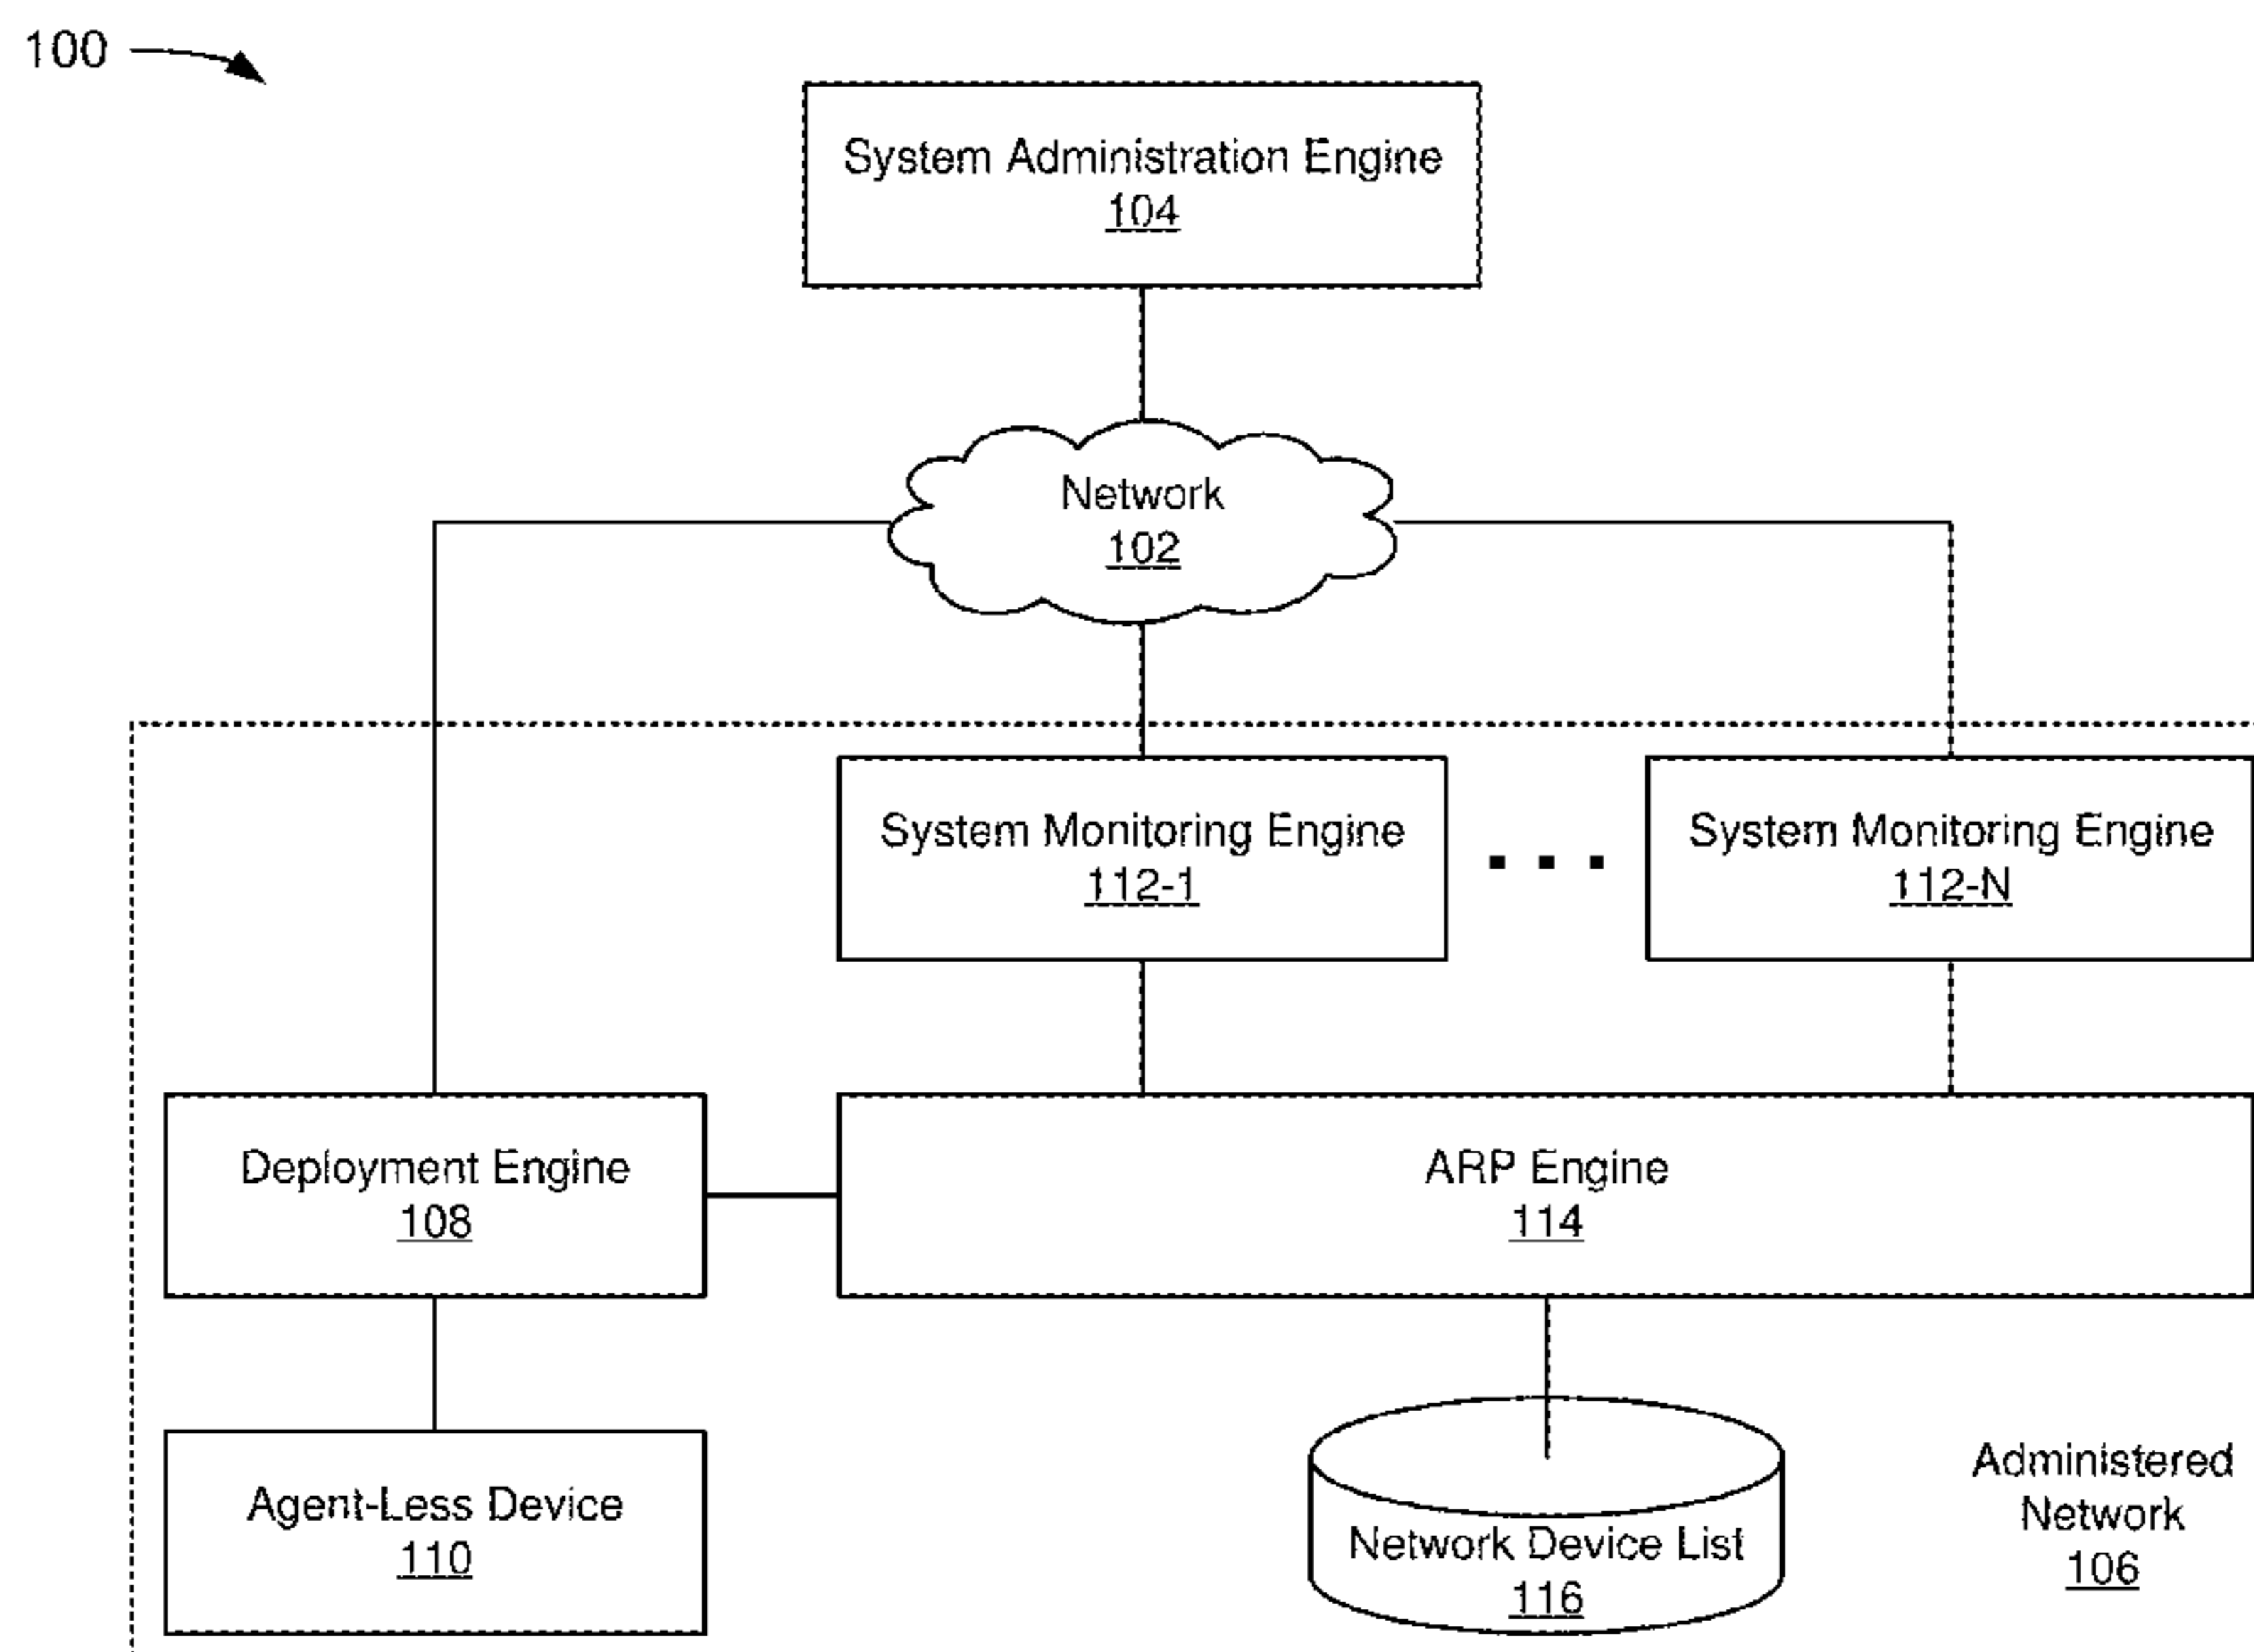 100
System Administration Engine
104
Network
102
System Monitoring Engine
112-1
. . .
System Monitoring Engine
112-N
Deployment Engine
108
ARP Engine
114
Agent-Less Device
110
Network Device List
116
Administered
Network
106